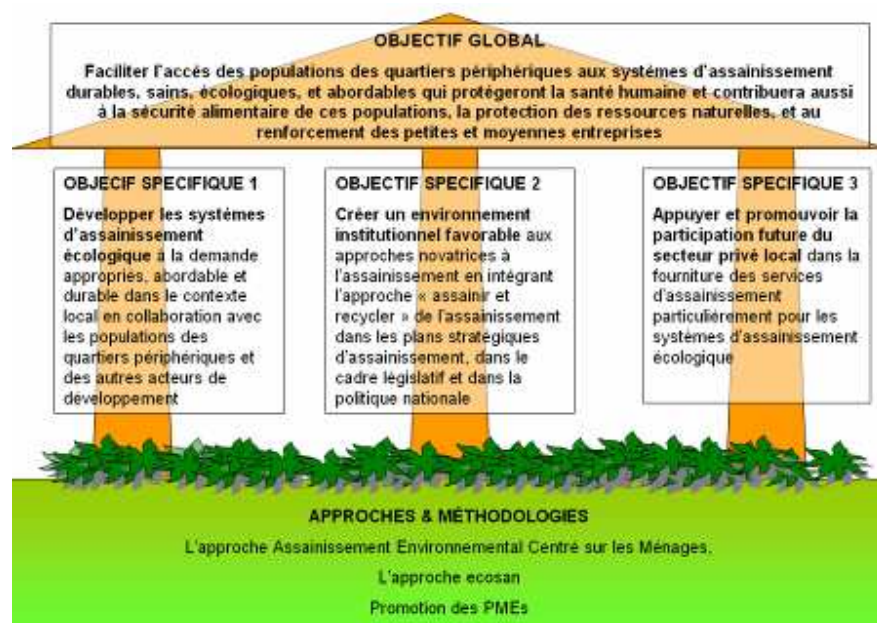 OBJECTIF GLOBAL
Faciliter l'accés des populations des quartiers périphériques aux systèmes d'assainissement
durables, sains, écologiques, et abordables qui protégeront la santé humaine et contribuera aussi
à la sécurité alimentaire de ces populations, la protection des ressources naturelles, et au
renforcement des petites et moyennes entreprises
OBJECIF SPECIFIQUE 1
Développer les systèmes
d'assainissement
écologique à la demande
appropries, abordable et
durable dans le contexte
local en collaboration avec
les populations des
quartiers périphériques et
des autres acteurs de
développement
OBJECTIF SPECIFIQUE 2
Créer un environnement
institutionnel favorable aux
approches novatrices à
l'assainissement en intégrant
l'approche « assainir et
recycler » de l'assainissement
dans les plans stratégiques
d'assainissement, dans le
cadre législatif et dans la
politique nationale
OBJECTIF SPECIFIQUE 3
Appuyer et promouvoir la
participation future du
secteur privé local dans la
fourniture des services
d'assainissement
particulièrement pour les
systèmes d'assainissement
écologique
APPROCHES & MÉTHODOLOGIES
L'approche Assainissement Environmental Centré sur les Ménages,
L'approche ecosan
Promotion des PMEs